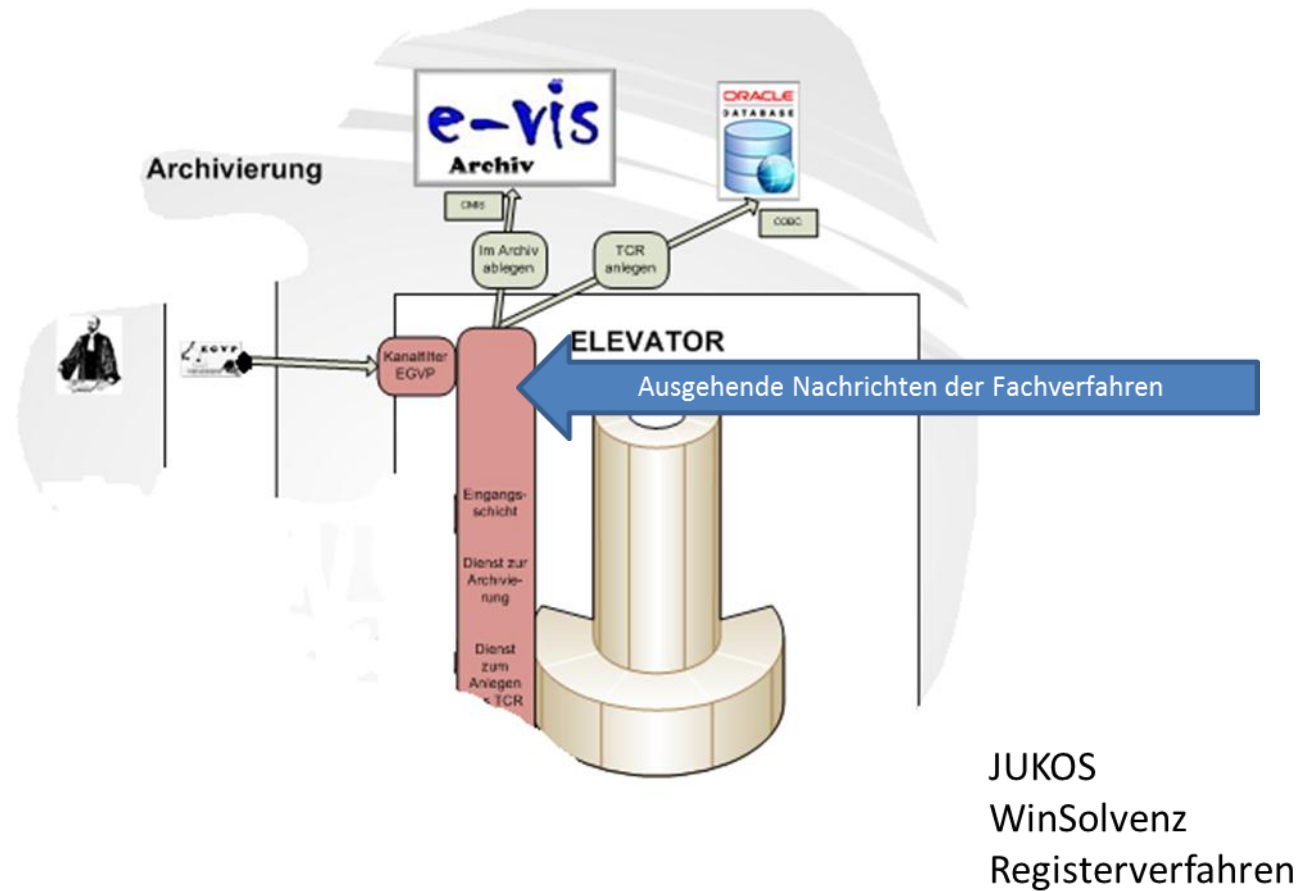 e-vis
Archiv
ORACLE
DATABASE
Archivierung
CMIS
Im Archiv
ablegen
TCR
anlegen
ELEVATOR
EGVP
Kanalfilter
EGVP
Ausgehende Nachrichten der Fachverfahren
Eingangs-
schicht
Dienst zur
Archivie-
rung
Dienst
zum
Anlegen
TCR
JUKOS
WinSolvenz
Registerverfahren